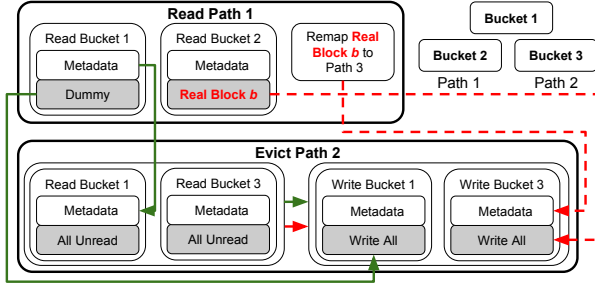 Read Path 1
Read Bucket 1
Metadata
Dummy
Read Bucket 2
Metadata
Real Block b
Remap Real
Block b to
Path 3
Bucket 1
Bucket 2
Bucket 3
Path 1
Path 2
Evict Path 2
Read Bucket 1
Metadata
All Unread
Read Bucket 3
Metadata
All Unread
Write Bucket 1
Metadata
Write All
Write Bucket 3
Metadata
Write All